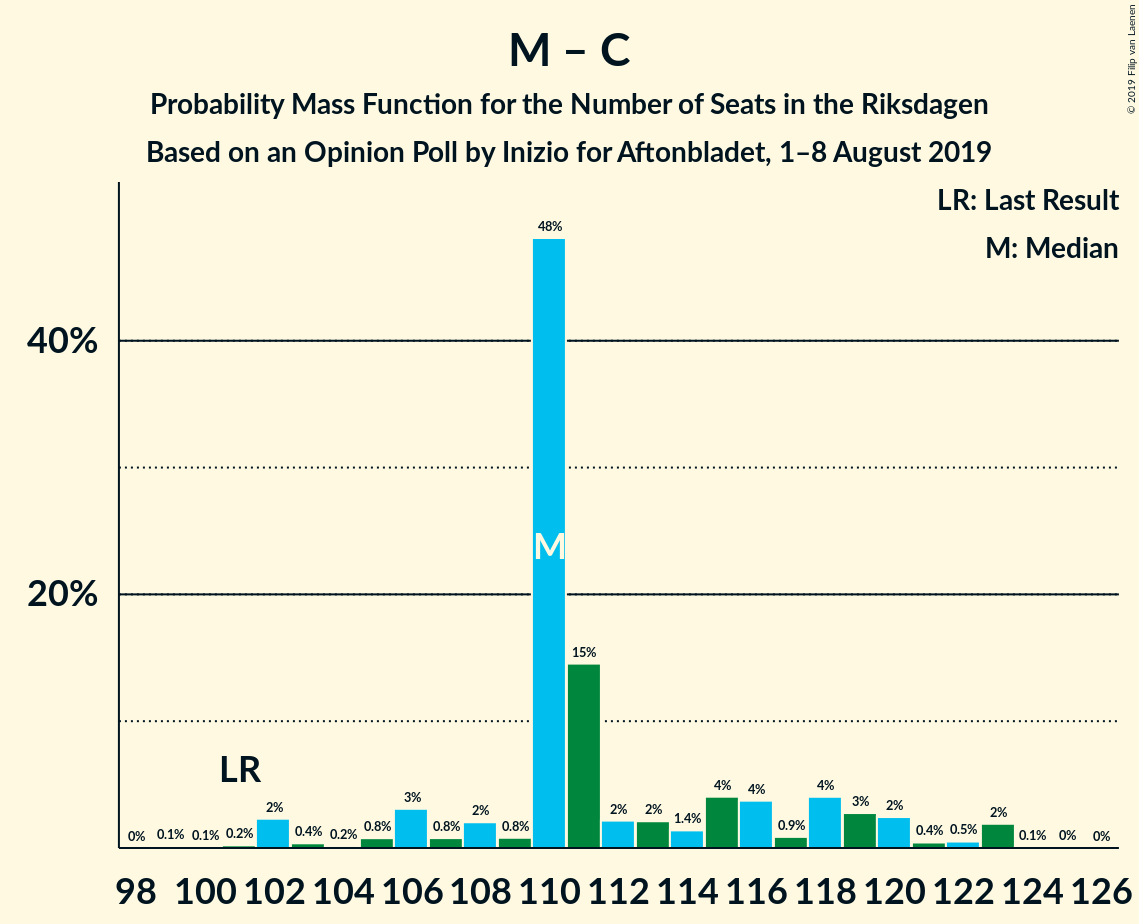 M – C
Probability Mass Function for the Number of Seats in the Riksdagen
Based on an Opinion Poll by Inizio for Aftonbladet, 1–8 August 2019
© 2019 Filip van Laenen
LR: Last Result
M: Median
40%
20%
0% 0.1% 0.1% 0.2% 2% 0.4% 0.2% 0.8% 3% 0.8% 2% 0.8% 48% 15% 2% 2% 1.4% 4% 4% 0.9% 4% 3% 2% 0.4% 0.5% 2% 0.1% 0% 0%
LR
M
98 100 102 104 106 108 110 112 114 116 118 120 122 124 126